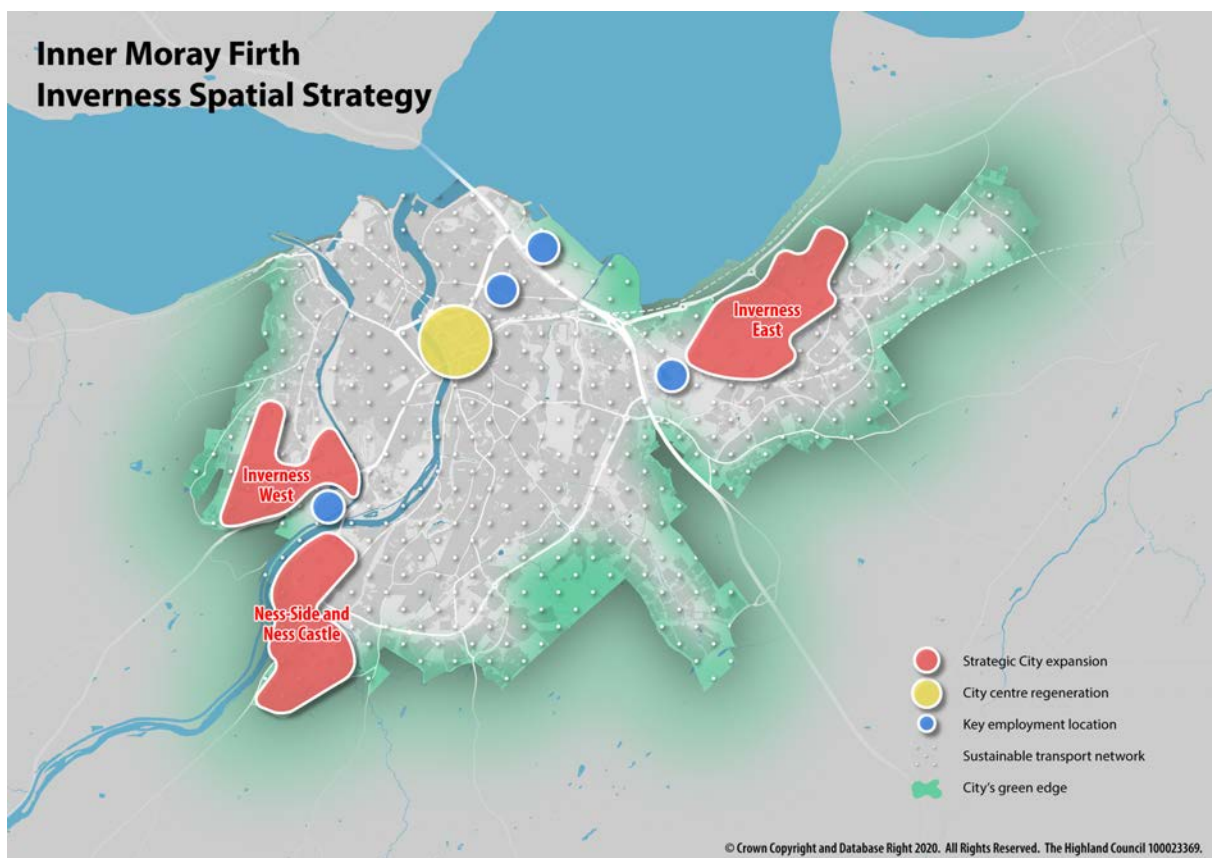 Inner Moray Firth
Inverness Spatial Strategy
Inverness
East
Inverness
West
Ness-Side and
Ness Castle
Strategic City expansion
City centre regeneration
Key employment location
Sustainable transport network
City's green edge
© Crown Copyright and Database Right 2020. All Rights Reserved. The Highland Council 100023369.